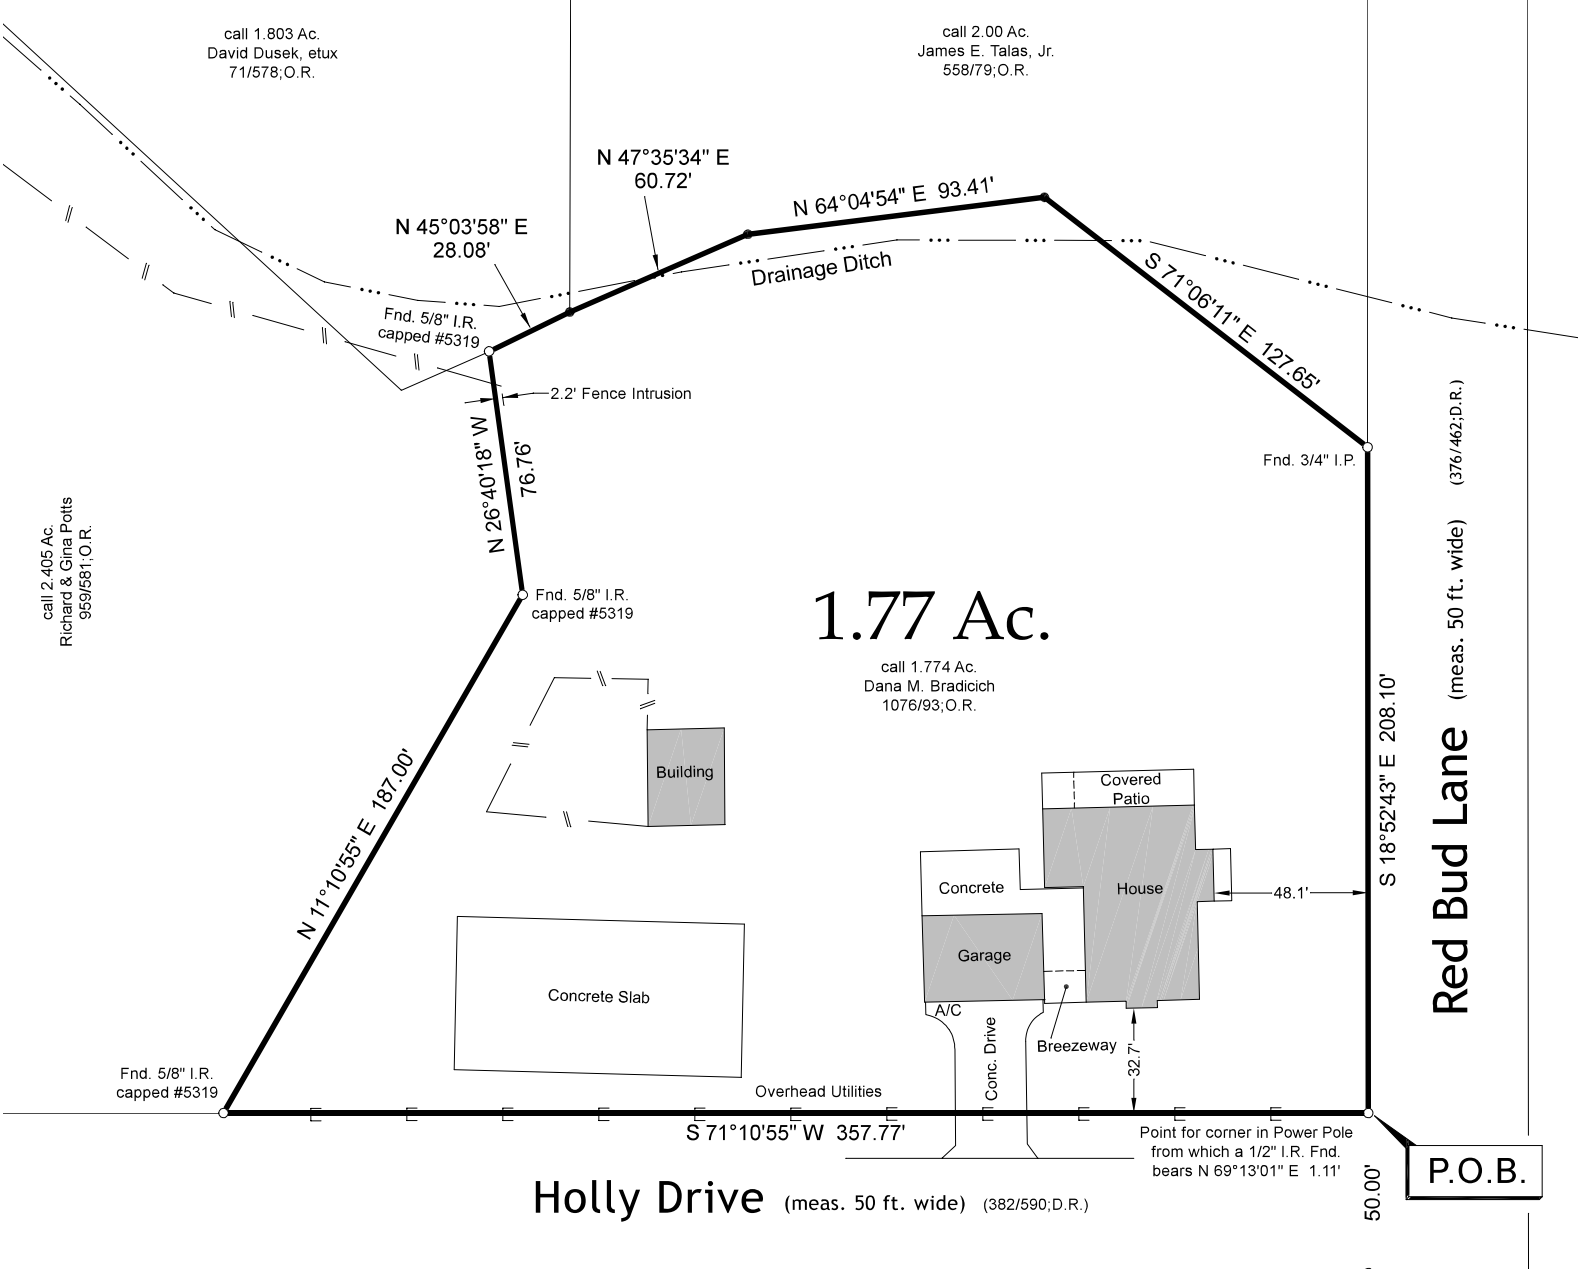 call 1.803 Ac.
David Dusek, etux
71/578;O.R.
call 2.00 Ac.
James E. Talas, Jr.
558/79;O.R.
N 47°35'34" E
60.72'
N 64°04'54" E 93.41'
N 45°03'58" E
28.08'
Drainage Ditch
S 71°06'11" E 127.65'
Fnd. 5/8" I.R.
capped #5319
2.2' Fence Intrusion
N 26°40'18" W
76.76'
Fnd. 3/4" I.P.
(376/462;D.R.)
call 2.405 Ac.
Richard & Gina Potts
959/581;O.R.
Fnd. 5/8" I.R.
capped #5319
1.77 Ac.
call 1.774 Ac.
Dana M. Bradicich
1076/93;O.R.
Red Bud Lane (meas. 50 ft. wide)
S 18°52'43" E 208.10'
N 11°10'55" E 187.00'
Building
Covered
Patio
Concrete
House
48.1'
Garage
Concrete Slab
A/C
Conc. Drive
Breezeway
32.7'
Fnd. 5/8" I.R.
capped #5319
Overhead Utilities
S 71°10'55" W 357.77'
Point for corner in Power Pole
from which a 1/2" I.R. Fnd.
bears N 69°13'01" E 1.11'
P.O.B.
50.00'
Holly Drive (meas. 50 ft. wide) (382/590;D.R.)